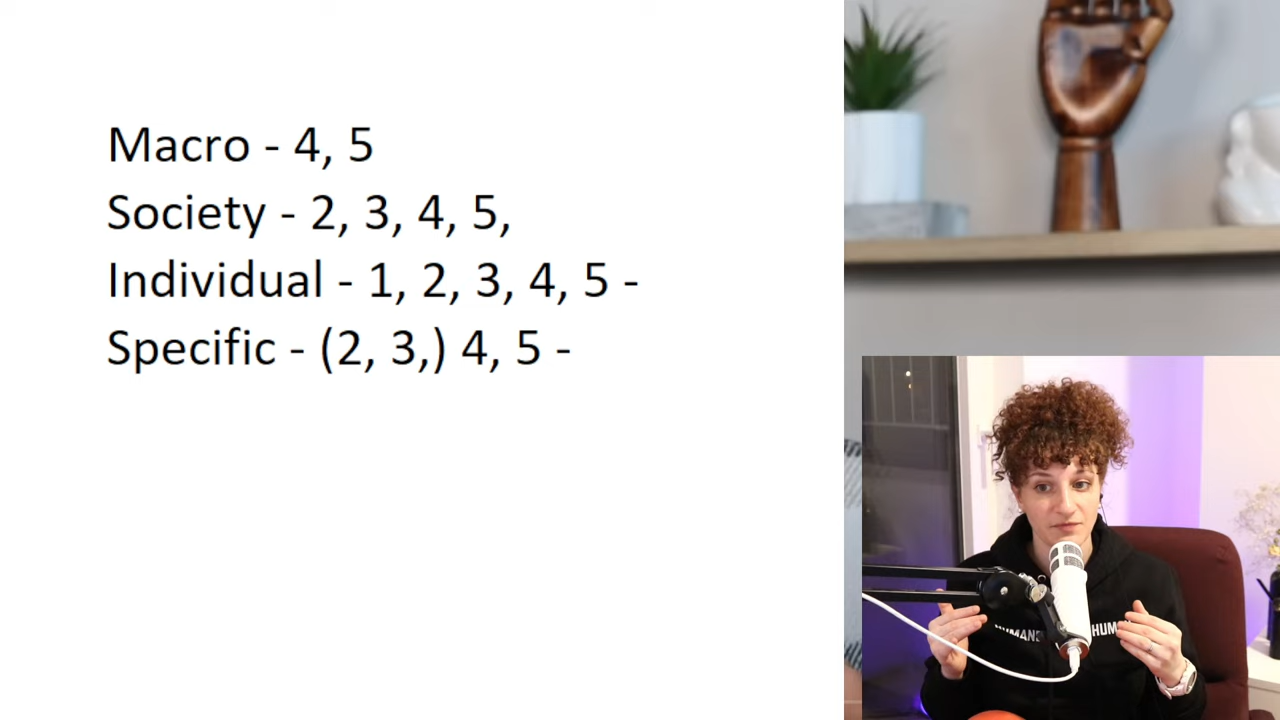 Macro - 4, 5
Society - 2, 3, 4, 5,
Individual - 1, 2, 3, 4, 5 -
Specific - (2, 3,) 4, 5 -